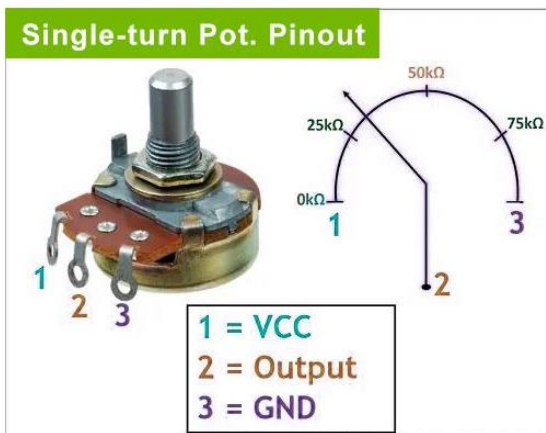 Single-turn Pot. Pinout
50kΩ
25kΩ
75kΩ
0kΩ
1
3
1
2
3
2
1 = VCC
2 = Output
3 = GND